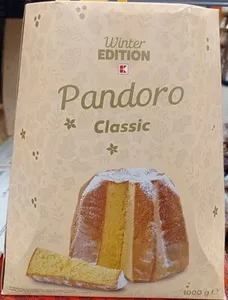 Winter
EDITION
K
Pandoro
Classic
1000 g e